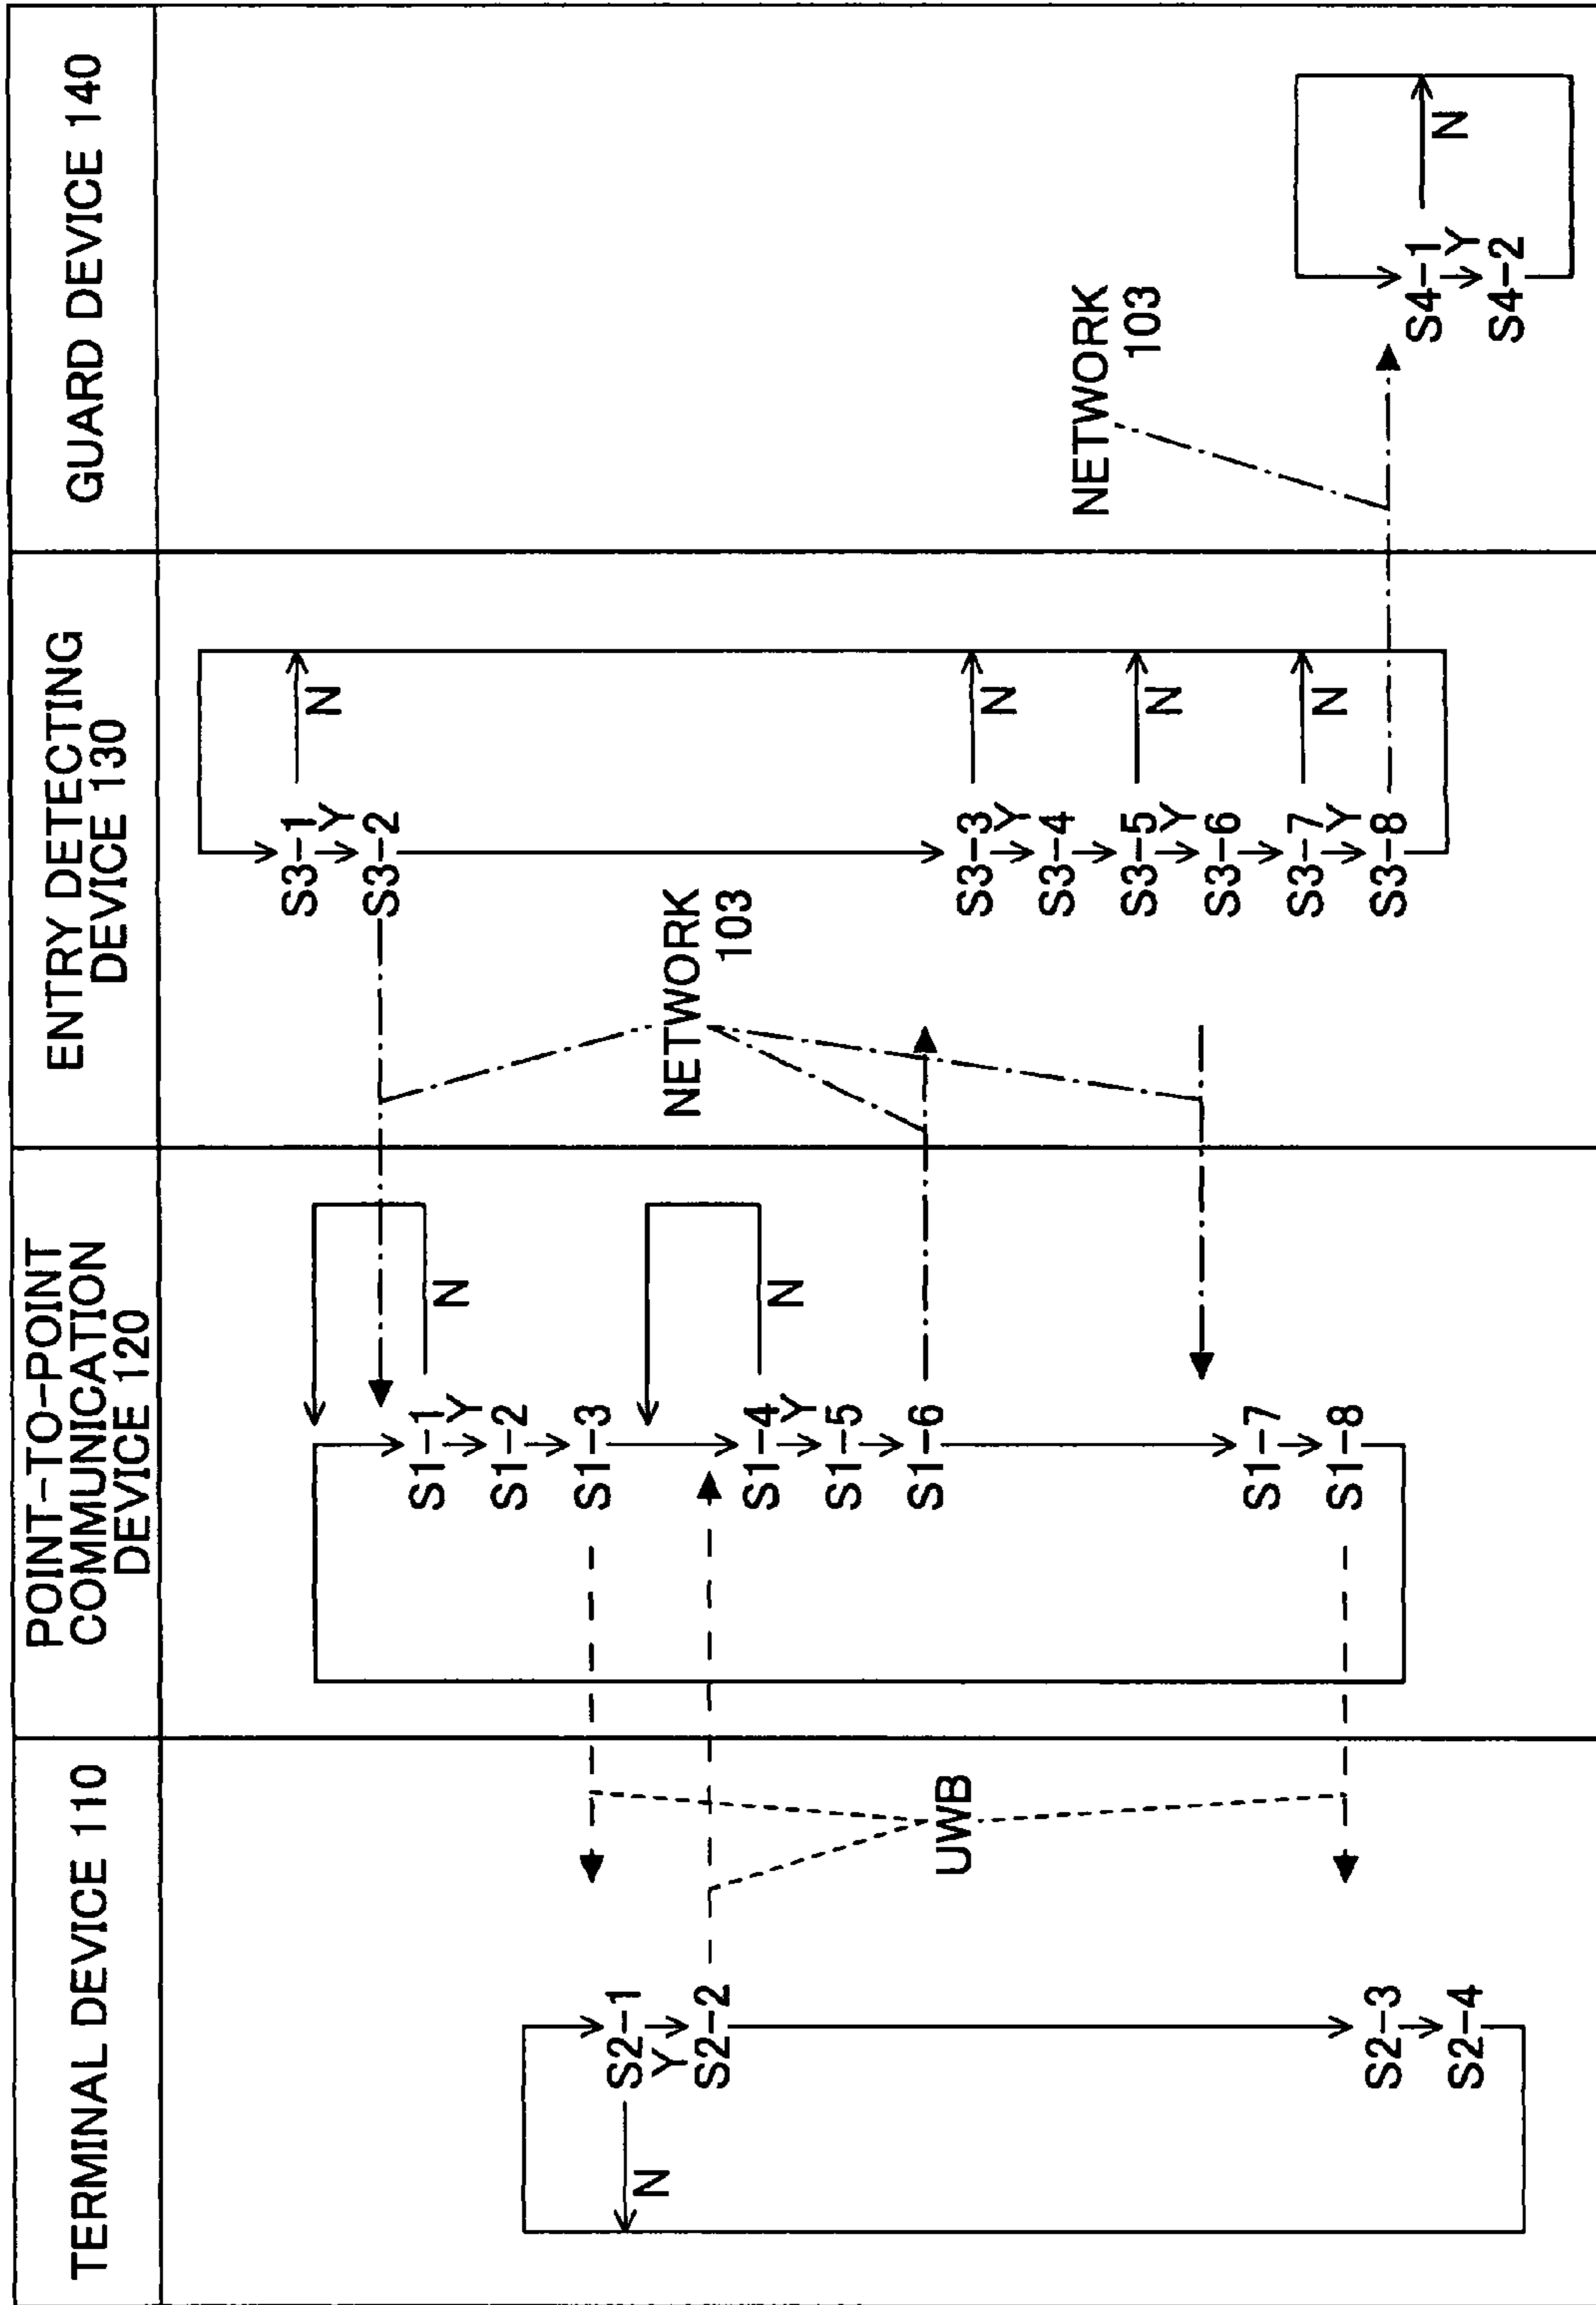 TERMINAL DEVICE 110
POINT-TO-POINT
COMMUNICATION
DEVICE 120
ENTRY DETECTING
DEVICE 130
GUARD DEVICE 140
S2-1
Y
N
S2-2
S2-3
S2-4
UWB
S1-1
Y
N
S1-2
S1-3
S1-4
Y
N
S1-5
S1-6
S1-7
S1-8
NETWORK
103
S3-1
Y
N
S3-2
S3-3
Y
N
S3-4
S3-5
Y
N
S3-6
S3-7
Y
N
S3-8
NETWORK
103
S4-1
Y
N
S4-2